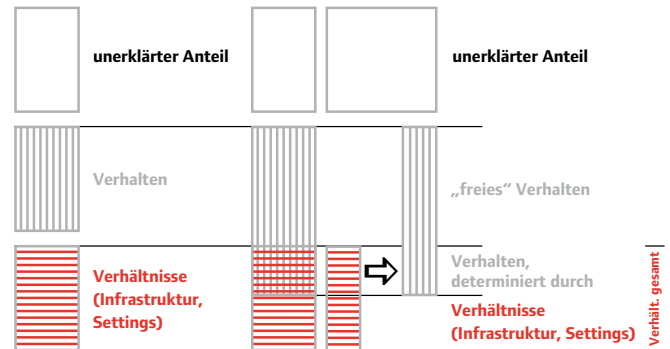 unerklärter Anteil
unerklärter Anteil
Verhalten
„freies“ Verhalten
Verhältnisse
(Infrastruktur,
Settings)
Verhalten,
determiniert durch
Verhältnisse
(Infrastruktur, Settings)
Verhält. gesamt